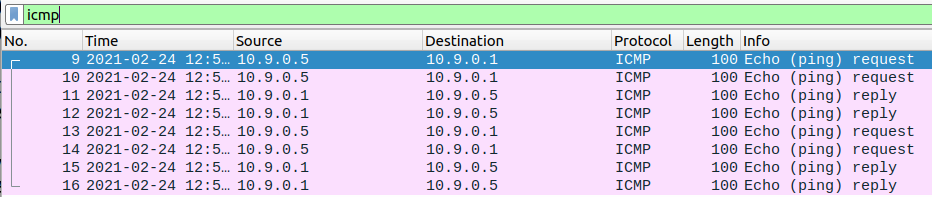 icmp
No. Time Source Destination Protocol Length Info
9 2021-02-24 12:5… 10.9.0.5 10.9.0.1 ICMP 100 Echo (ping) request
10 2021-02-24 12:5… 10.9.0.5 10.9.0.1 ICMP 100 Echo (ping) request
11 2021-02-24 12:5… 10.9.0.1 10.9.0.5 ICMP 100 Echo (ping) reply
12 2021-02-24 12:5… 10.9.0.1 10.9.0.5 ICMP 100 Echo (ping) reply
13 2021-02-24 12:5… 10.9.0.5 10.9.0.1 ICMP 100 Echo (ping) request
14 2021-02-24 12:5… 10.9.0.5 10.9.0.1 ICMP 100 Echo (ping) request
15 2021-02-24 12:5… 10.9.0.1 10.9.0.5 ICMP 100 Echo (ping) reply
16 2021-02-24 12:5… 10.9.0.1 10.9.0.5 ICMP 100 Echo (ping) reply